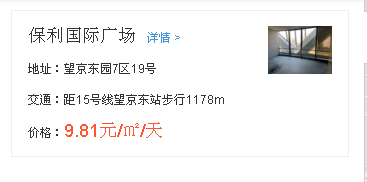 保利国际广场 详情 >
地址：望京东园7区19号
交通：距15号线望京东站步行1178m
价格：9.81元/㎡/天